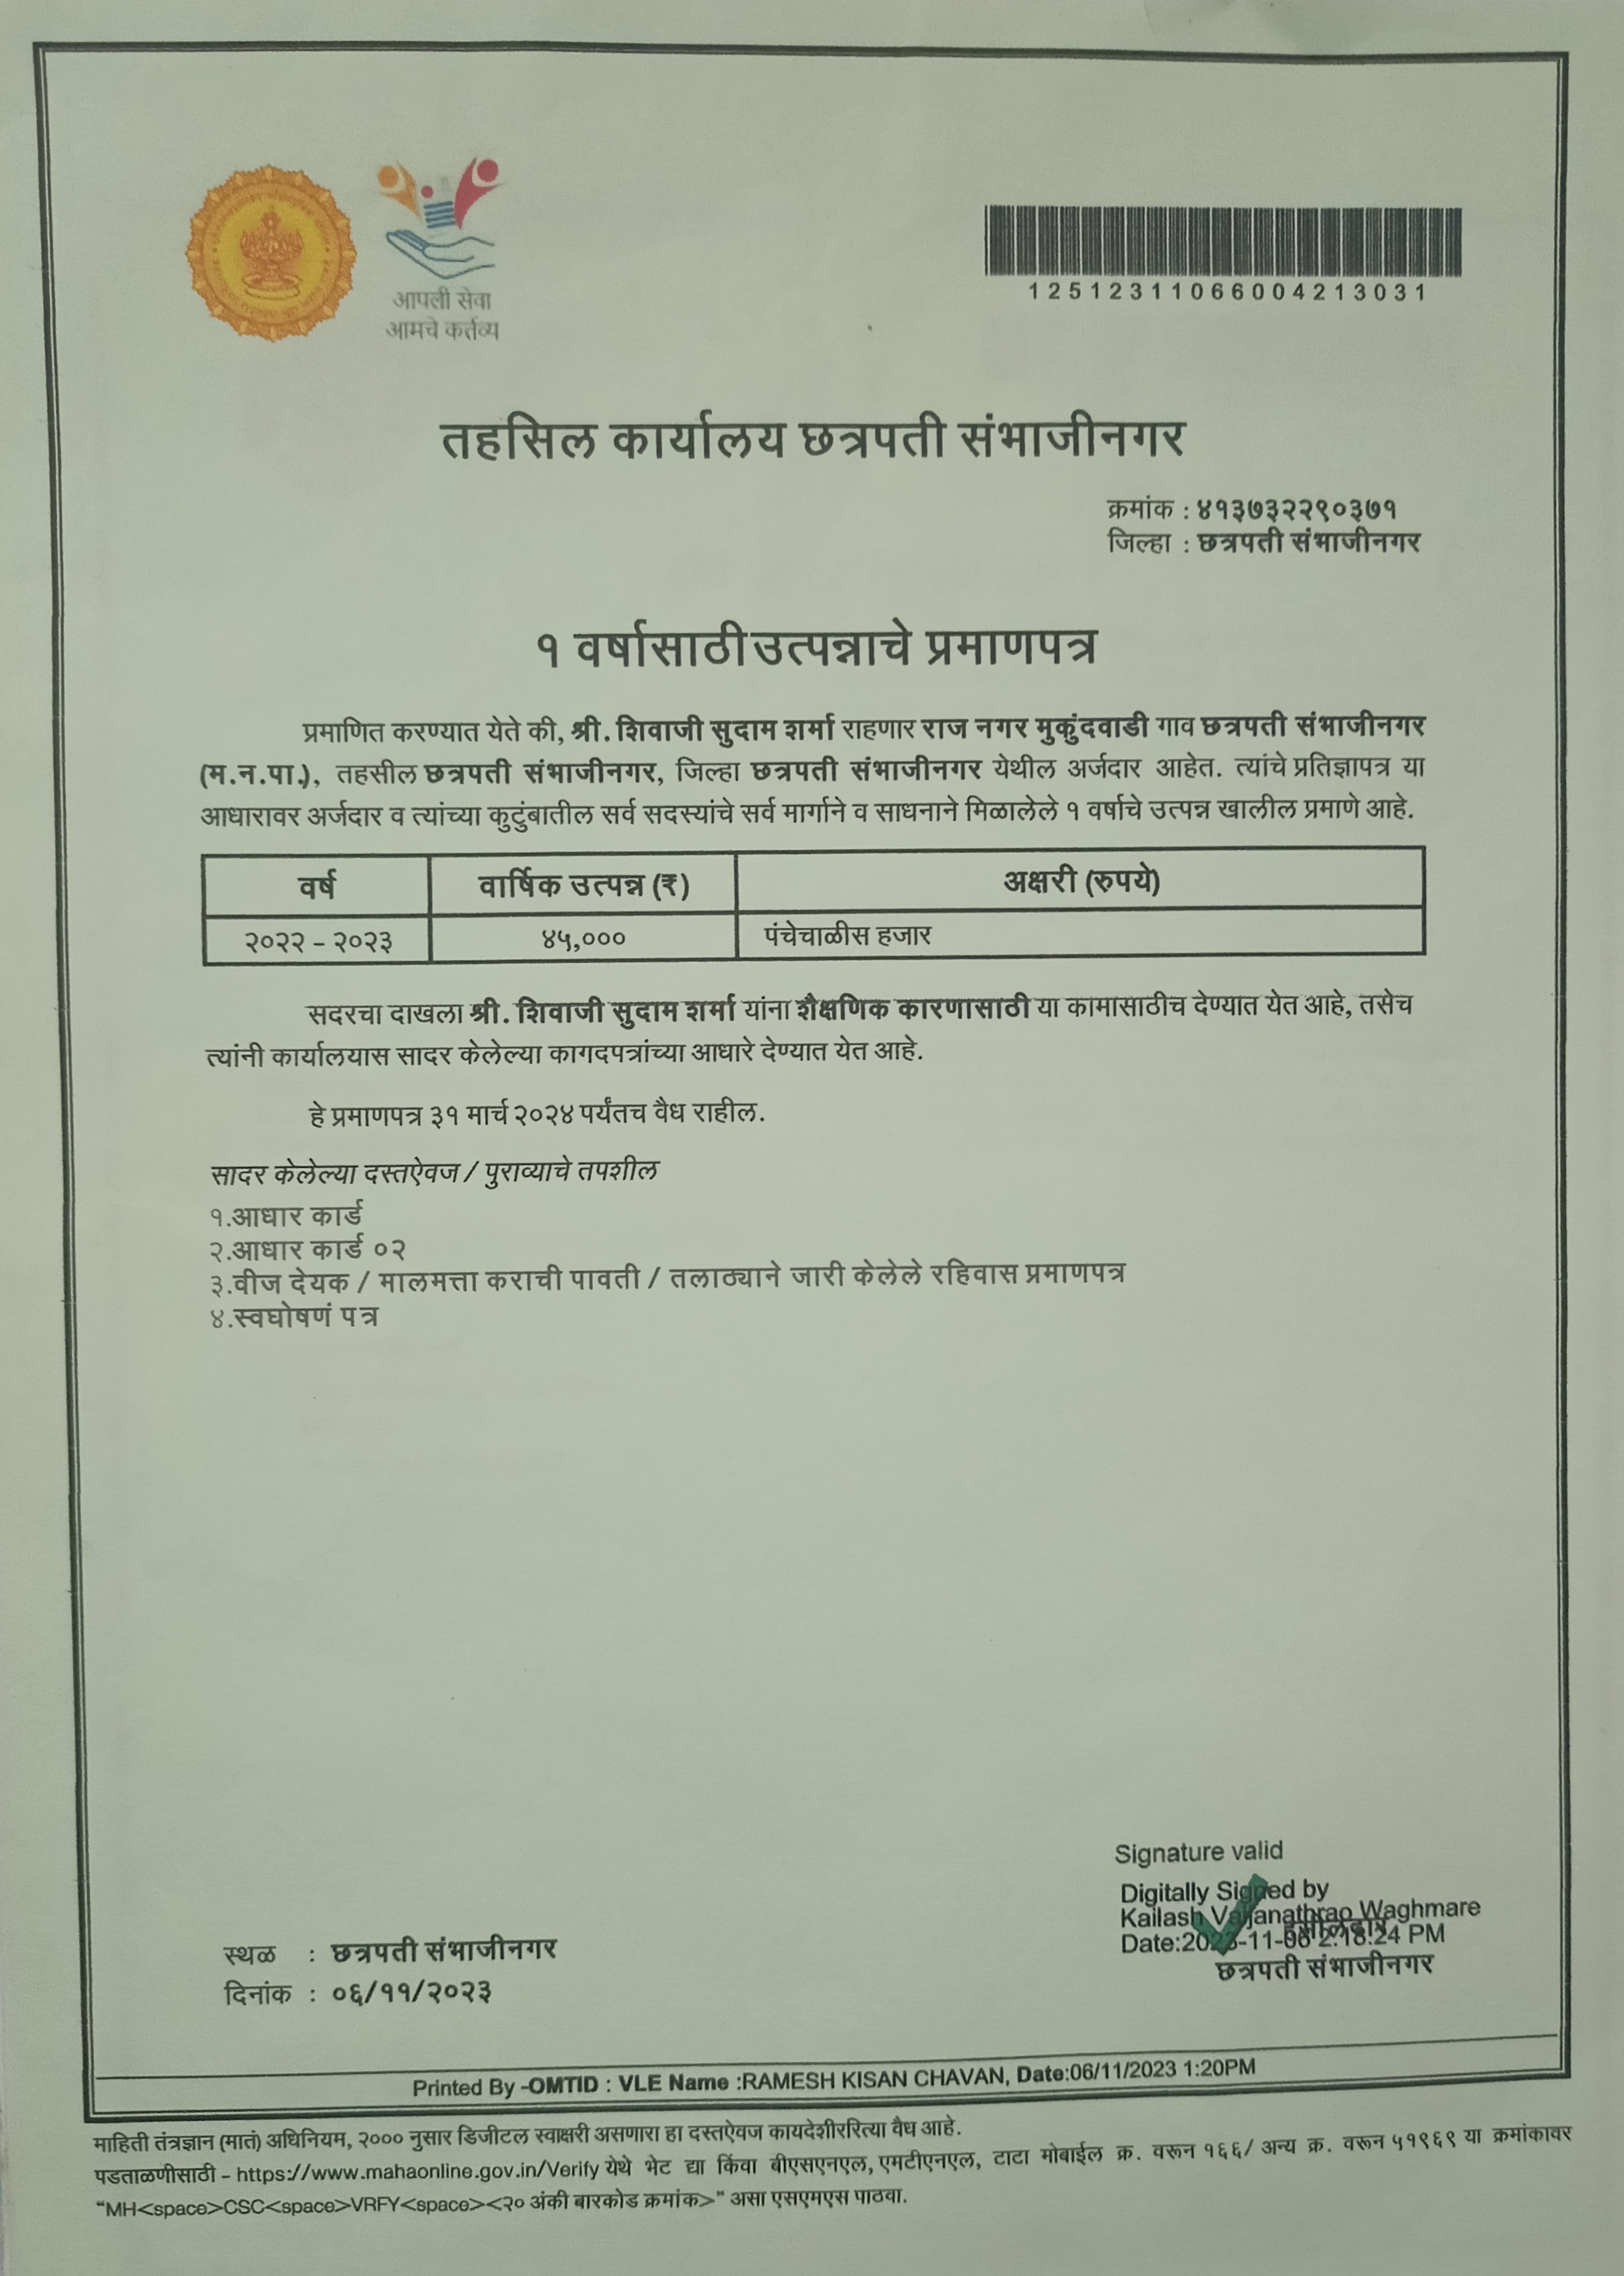 आपली सेवा
आमचे कर्तव्य
12512311066004213031
तहसिल कार्यालय छत्रपती संभाजीनगर
क्रमांक : ४१३७३२२९०३७१
जिल्हा : छत्रपती संभाजीनगर
१ वर्षासाठी उत्पन्नाचे प्रमाणपत्र
प्रमाणित करण्यात येते की, श्री. शिवाजी सुदाम शर्मा राहणार राज नगर मुकुंदवाडी गाव छत्रपती संभाजीनगर
(म.न.पा.), तहसील छत्रपती संभाजीनगर, जिल्हा छत्रपती संभाजीनगर येथील अर्जदार आहेत. त्यांचे प्रतिज्ञापत्र या
आधारावर अर्जदार व त्यांच्या कुटुंबातील सर्व सदस्यांचे सर्व मार्गाने व साधनाने मिळालेले १ वर्षाचे उत्पन्न खालील प्रमाणे आहे.
वर्ष वार्षिक उत्पन्न (₹) अक्षरी (रुपये)
२०२२ – २०२३ ४५,००० पंचेचाळीस हजार
सदरचा दाखला श्री. शिवाजी सुदाम शर्मा यांना शैक्षणिक कारणासाठी या कामासाठीच देण्यात येत आहे, तसेच
त्यांनी कार्यालयास सादर केलेल्या कागदपत्रांच्या आधारे देण्यात येत आहे.
हे प्रमाणपत्र ३१ मार्च २०२४ पर्यंतच वैध राहील.
सादर केलेल्या दस्तऐवज / पुराव्याचे तपशील
१.आधार कार्ड
२.आधार कार्ड ०२
३.वीज देयक / मालमत्ता कराची पावती / तलाठ्याने जारी केलेले रहिवास प्रमाणपत्र
४.स्वघोषणं पत्र
Signature valid
Digitally Signed by
Kailash Vaijanathrao Waghmare
Date:2023-11-06 2:18:24 PM
छत्रपती संभाजीनगर
स्थळ : छत्रपती संभाजीनगर
दिनांक : ०६/११/२०२३
Printed By -OMTID : VLE Name :RAMESH KISAN CHAVAN, Date:06/11/2023 1:20PM
माहिती तंत्रज्ञान (मातं) अधिनियम, २००० नुसार डिजीटल स्वाक्षरी असणारा हा दस्तऐवज कायदेशीररित्या वैध आहे.
पडताळणीसाठी – https://www.mahaonline.gov.in/Verify येथे भेट द्या किंवा बीएसएनएल, एमटीएनएल, टाटा मोबाईल क्र. वरून १६६/ अन्य क्र. वरून ५१९६९ या क्रमांकावर
“MH<space>CSC<space>VRFY<space><२० अंकी बारकोड क्रमांक>” असा एसएमएस पाठवा.